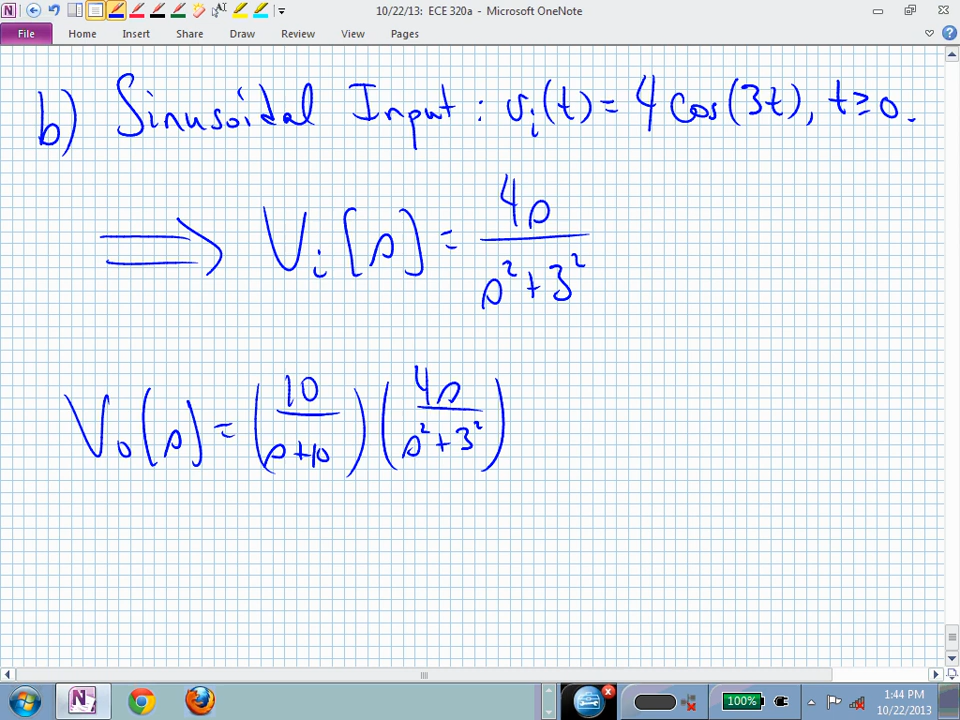 10/22/13: ECE 320a - Microsoft OneNote
File Home Insert Share Draw Review View Pages
b) Sinusoidal Input: vᵢ(t) = 4 cos(3t), t ≥ 0.
⟹ Vᵢ[s] = 4s / (s² + 3²)
V₀(s) = (10 / (s+10)) (4s / (s² + 3²))
100% 1:44 PM
10/22/2013